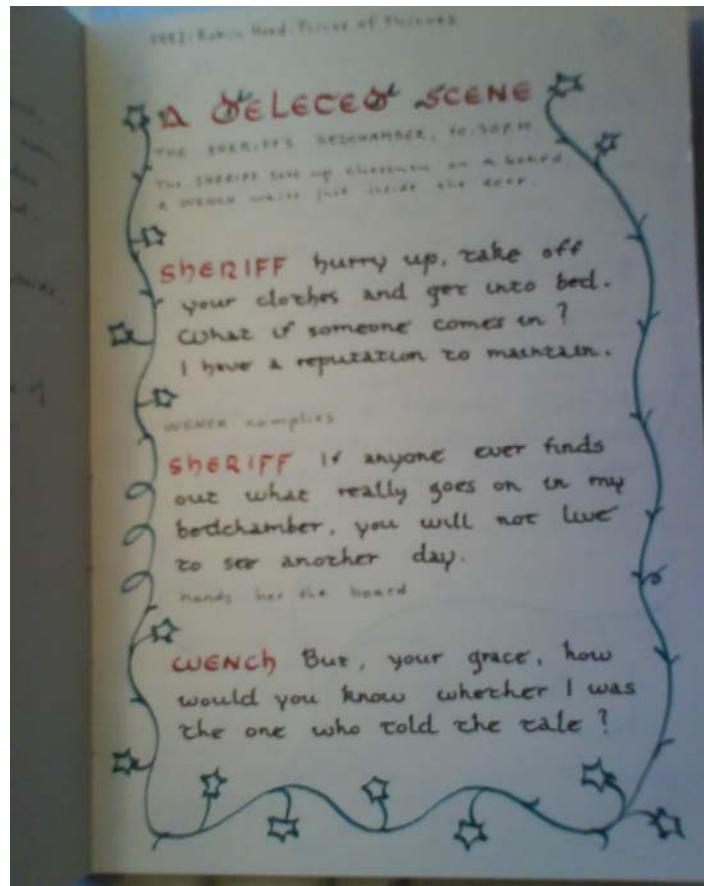 Robin Hood: Prince of Thieves
A DELETED SCENE
THE SHERIFF'S BEDCHAMBER, 10.30 P.M.
The SHERIFF sets up chessmen on a board
A WENCH waits just inside the door.
SHERIFF hurry up, take off
your clothes and get into bed.
What if someone comes in?
I have a reputation to maintain.
WENCH complies
SHERIFF If anyone ever finds
out what really goes on in my
bedchamber, you will not live
to see another day.
hands her the board
WENCH But, your grace, how
would you know whether I was
the one who told the tale?